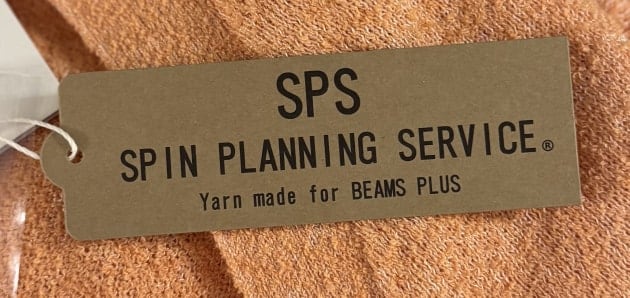 SPS
SPIN PLANNING SERVICE®
Yarn made for BEAMS PLUS